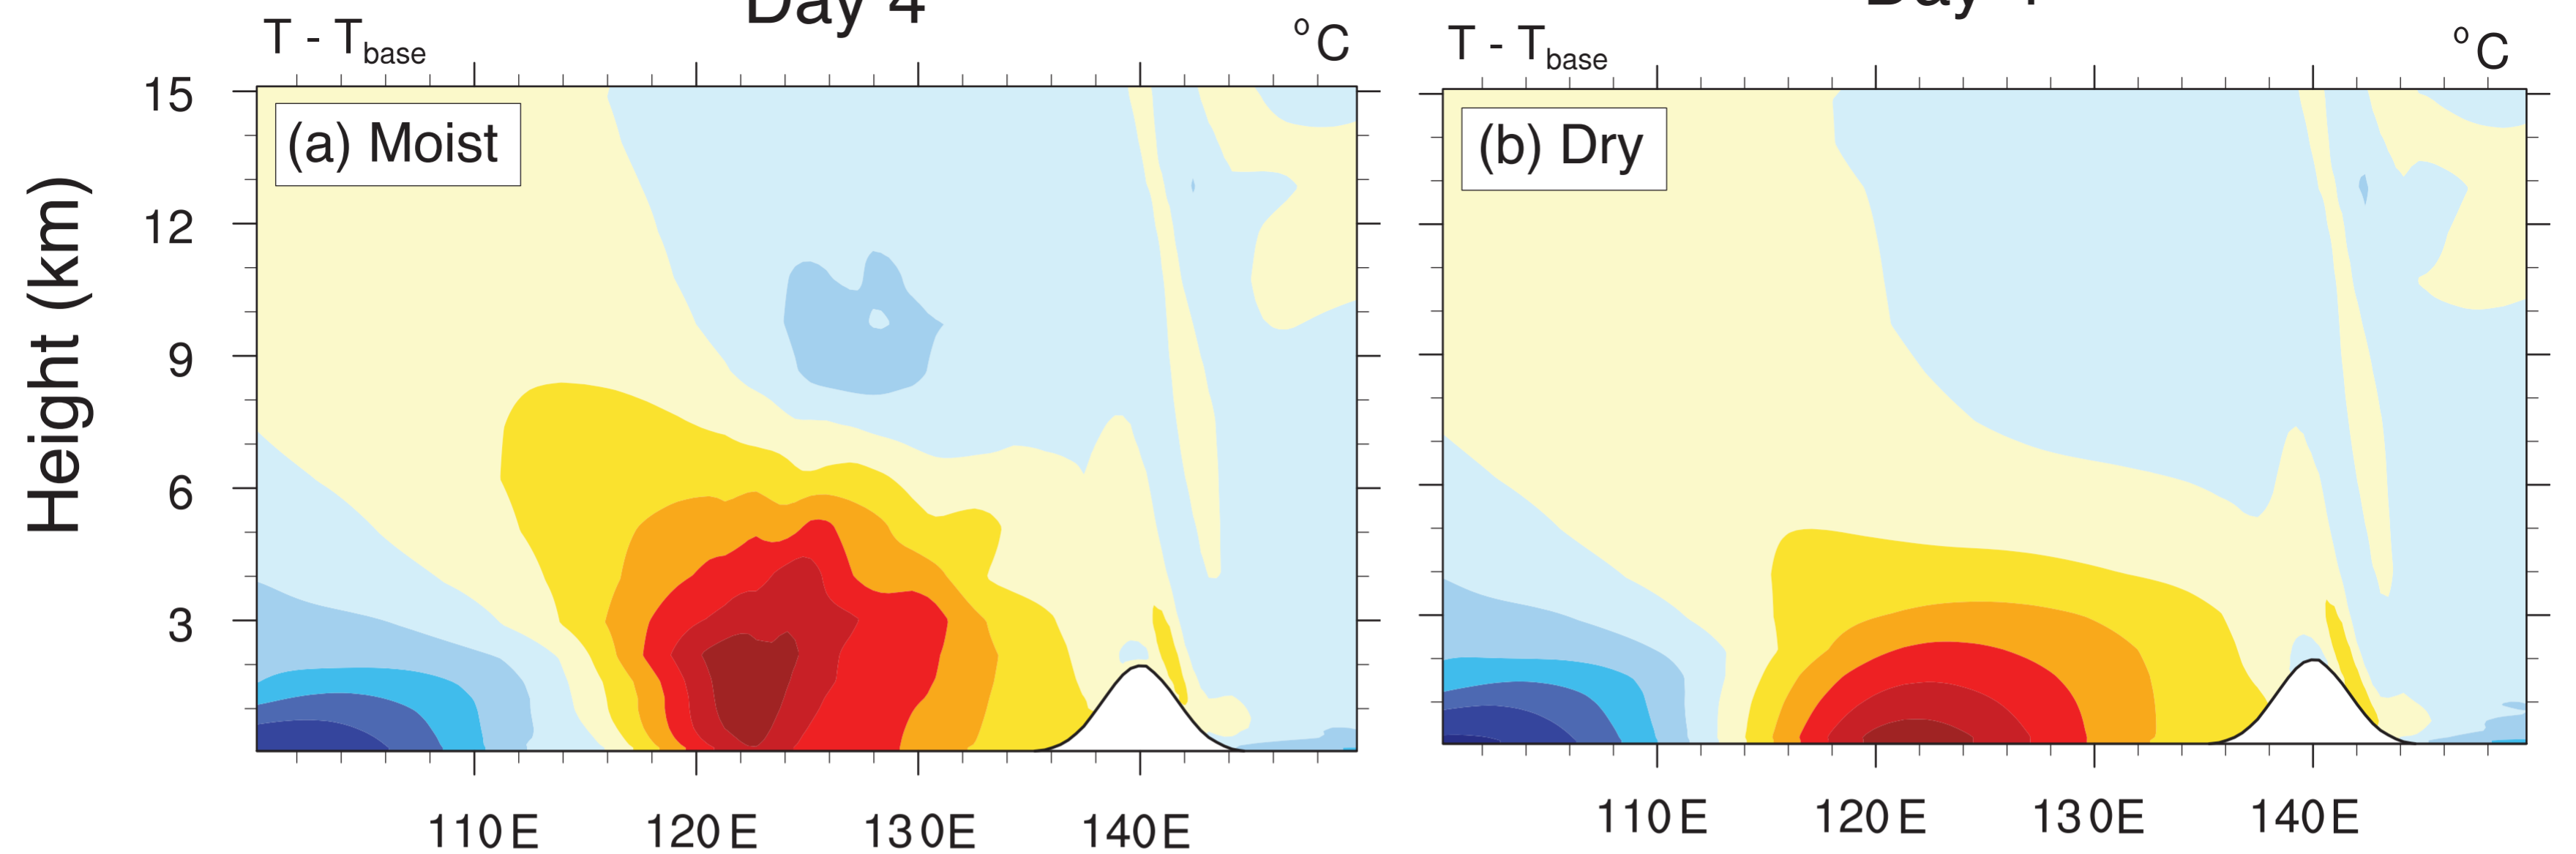 Day 4
T - Tbase
°C
T - Tbase
°C
(a) Moist
(b) Dry
Height (km)
15
12
9
6
3
110E 120E 130E 140E
110E 120E 130E 140E